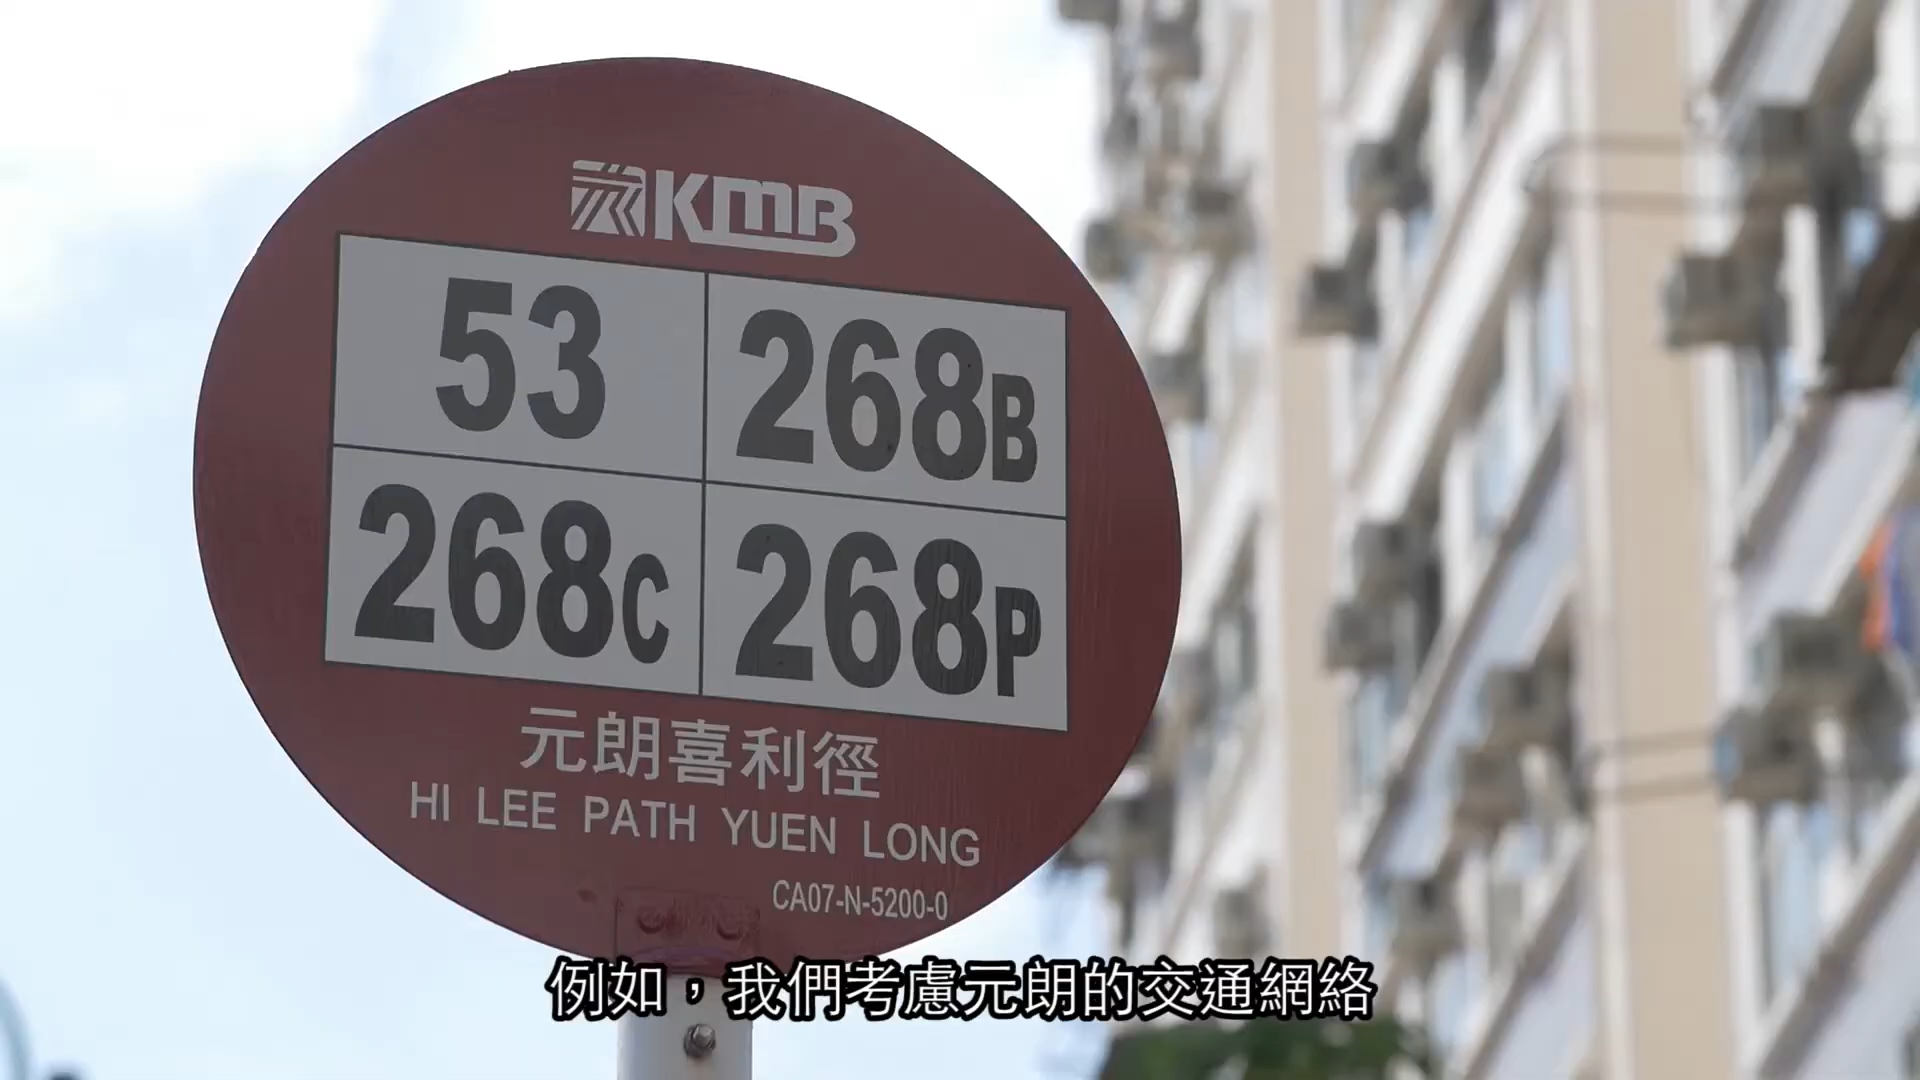 KMB
53
268B
268C
268P
元朗喜利徑
HI LEE PATH YUEN LONG
CA07-N-5200-0
例如，我們考慮元朗的交通網絡